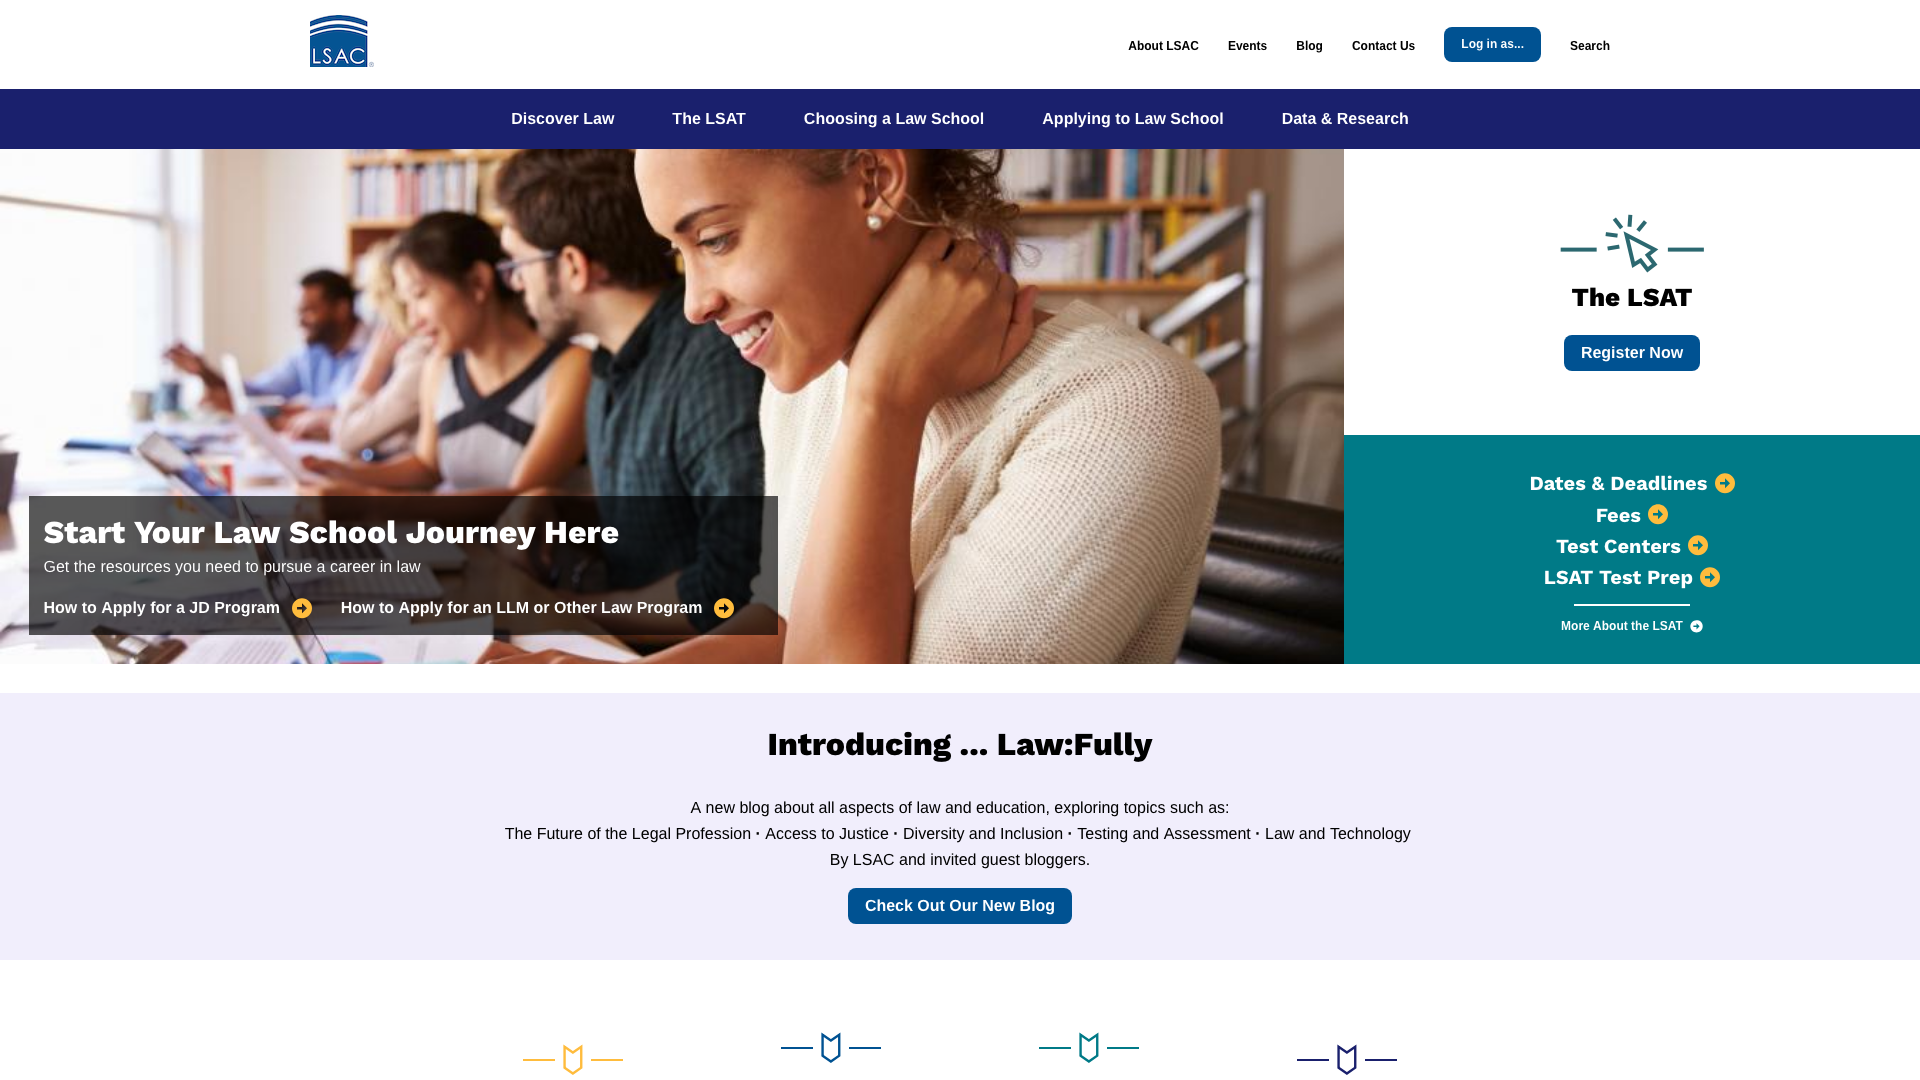 LSAC
About LSAC
Events
Blog
Contact Us
Log in as...
Search
Discover Law
The LSAT
Choosing a Law School
Applying to Law School
Data & Research
The LSAT
Register Now
Start Your Law School Journey Here
Get the resources you need to pursue a career in law
How to Apply for a JD Program
How to Apply for an LLM or Other Law Program
Dates & Deadlines
Fees
Test Centers
LSAT Test Prep
More About the LSAT
Introducing ... Law:Fully
A new blog about all aspects of law and education, exploring topics such as:
The Future of the Legal Profession · Access to Justice · Diversity and Inclusion · Testing and Assessment · Law and Technology
By LSAC and invited guest bloggers.
Check Out Our New Blog